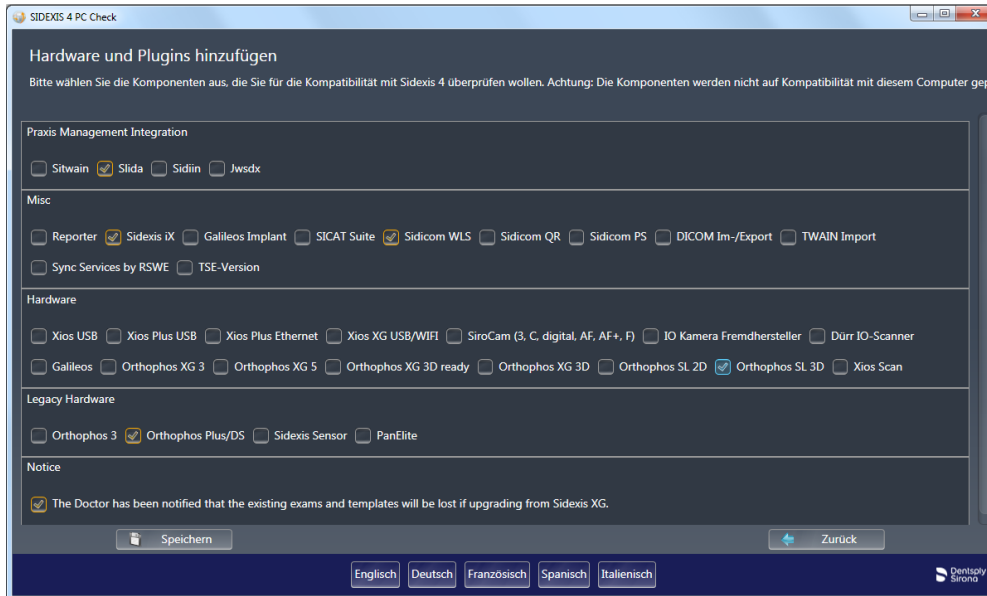 SIDEXIS 4 PC Check
Hardware und Plugins hinzufügen
Bitte wählen Sie die Komponenten aus, die Sie für die Kompatibilität mit Sidexis 4 überprüfen wollen. Achtung: Die Komponenten werden nicht auf Kompatibilität mit diesem Computer
Praxis Management Integration
Sitwain Slida Sidiin Jwsdx
Misc
Reporter Sidexis iX Galileos Implant SICAT Suite Sidicom WLS Sidicom QR Sidicom PS DICOM Im-/Export TWAIN Import
Sync Services by RSWE TSE-Version
Hardware
Xios USB Xios Plus USB Xios Plus Ethernet Xios XG USB/WIFI SiroCam (3, C, digital, AF, AF+, F) IO Kamera Fremdhersteller Dürr IO-Scanner
Galileos Orthophos XG 3 Orthophos XG 5 Orthophos XG 3D ready Orthophos XG 3D Orthophos SL 2D Orthophos SL 3D Xios Scan
Legacy Hardware
Orthophos 3 Orthophos Plus/DS Sidexis Sensor PanElite
Notice
The Doctor has been notified that the existing exams and templates will be lost if upgrading from Sidexis XG.
Speichern Zurück
Englisch Deutsch Französisch Spanisch Italienisch
Dentsply
Sirona